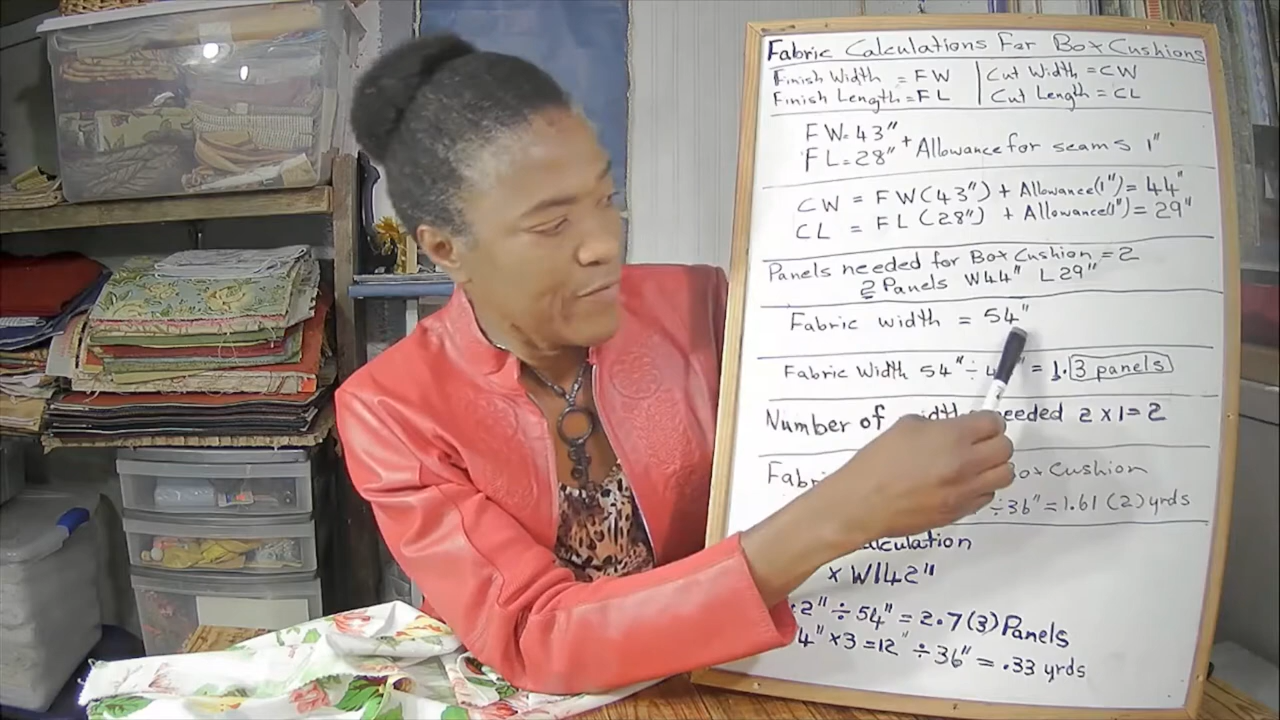 Fabric Calculations For Box Cushions
Finish Width = FW | Cut Width = CW
Finish Length = FL | Cut Length = CL
FW = 43"
FL = 28" + Allowance for seams 1"
CW = FW (43") + Allowance (1") = 44"
CL = FL (28") + Allowance (1") = 29"
Panels needed for Box Cushion = 2
2 Panels W44" L29"
Fabric width = 54"
Fabric Width 54" ÷ 4 " = 1.3 panels
Number of needed 2 x 1 = 2
Box Cushion
÷ 36" = 1.61 (2) yrds
x W142"
2" ÷ 54" = 2.7 (3) Panels
4" x 3 = 12" ÷ 36" = .33 yrds